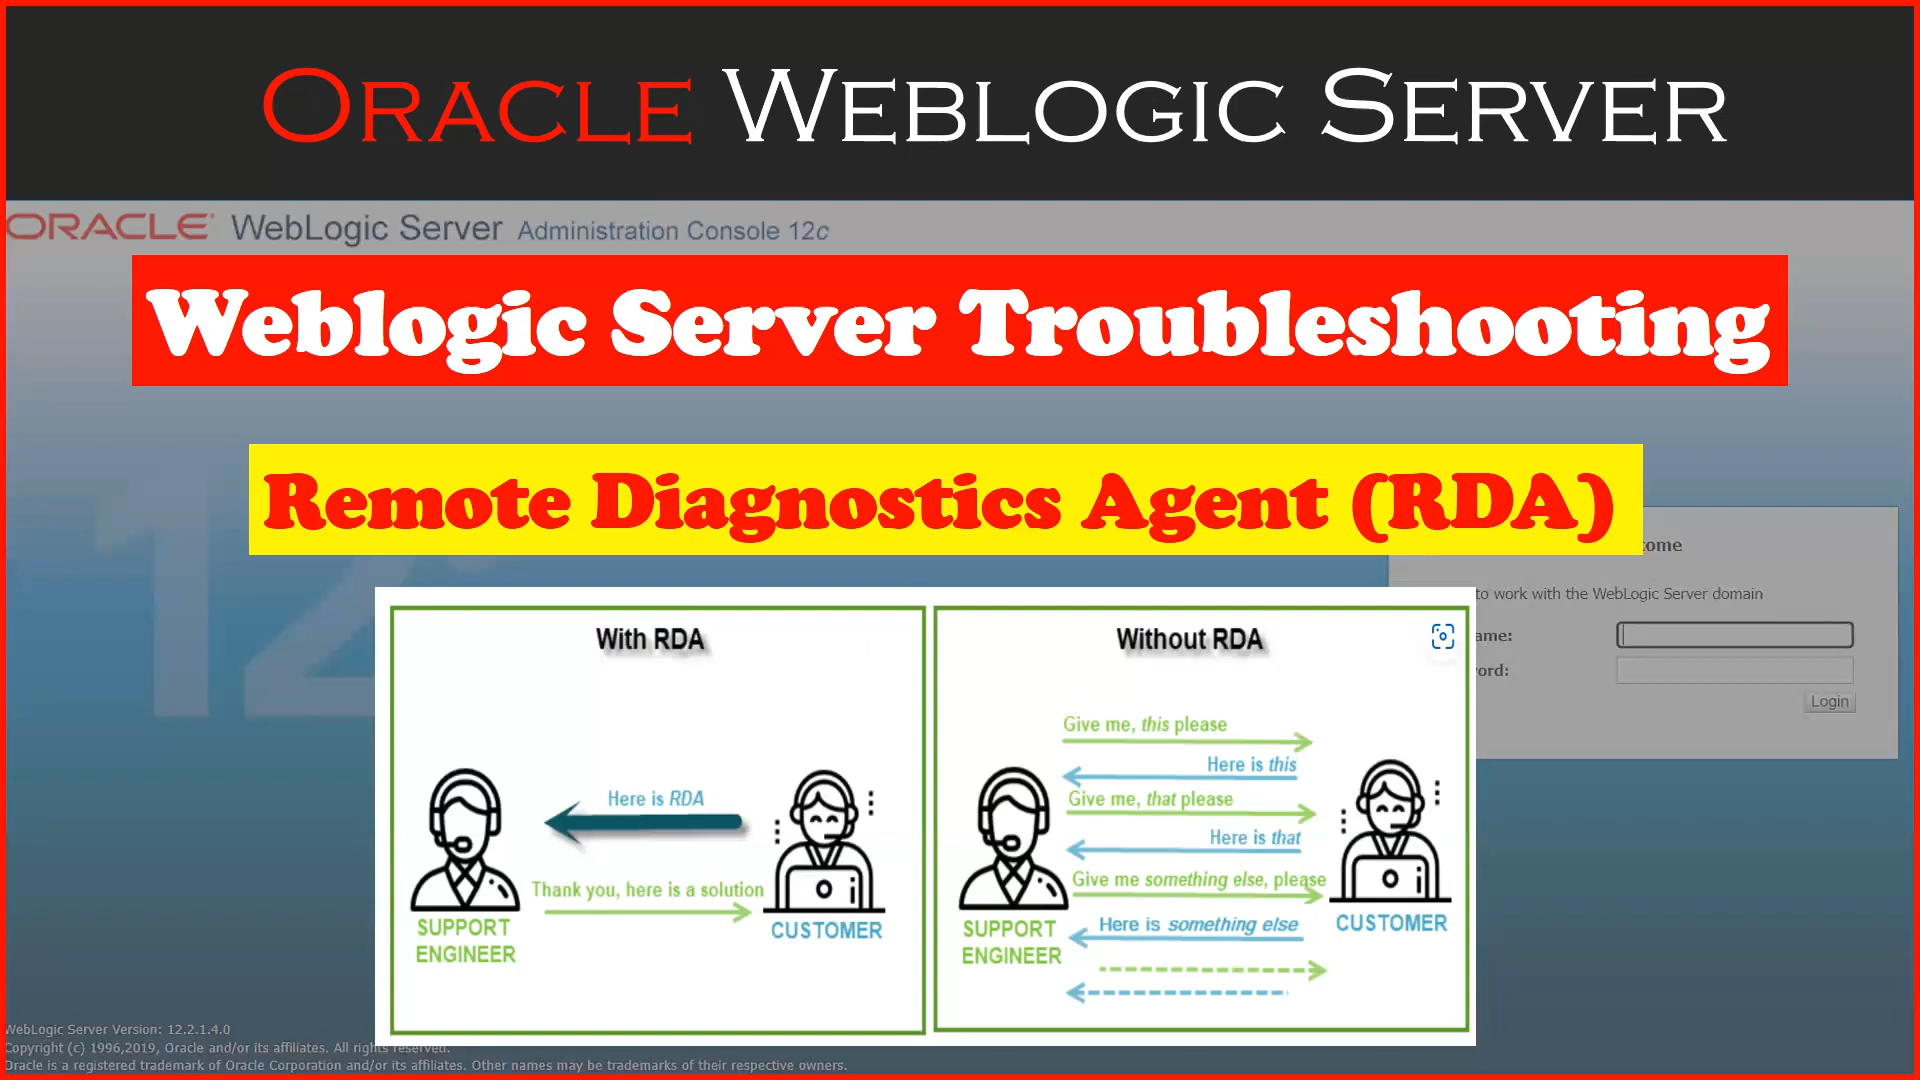 ORACLE WEBLOGIC SERVER
ORACLE WebLogic Server Administration Console 12c
Weblogic Server Troubleshooting
Remote Diagnostics Agent (RDA)
12
come
to work with the WebLogic Server domain
ame:
ord:
Login
With RDA
Here is RDA
Thank you, here is a solution
SUPPORT
ENGINEER
CUSTOMER
Without RDA
Give me, this please
Here is this
Give me, that please
Here is that
Give me something else, please
Here is something else
SUPPORT
ENGINEER
CUSTOMER
WebLogic Server Version: 12.2.1.4.0
Copyright (c) 1996,2019, Oracle and/or its affiliates. All rights reserved.
Oracle is a registered trademark of Oracle Corporation and/or its affiliates. Other names may be trademarks of their respective owners.